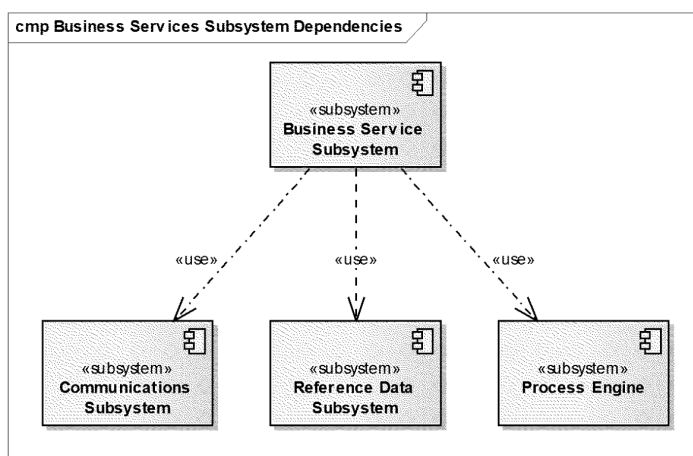 cmp Business Services Subsystem Dependencies
«subsystem»
Business Service
Subsystem
«use»
«use»
«use»
«subsystem»
Communications
Subsystem
«subsystem»
Reference Data
Subsystem
«subsystem»
Process Engine